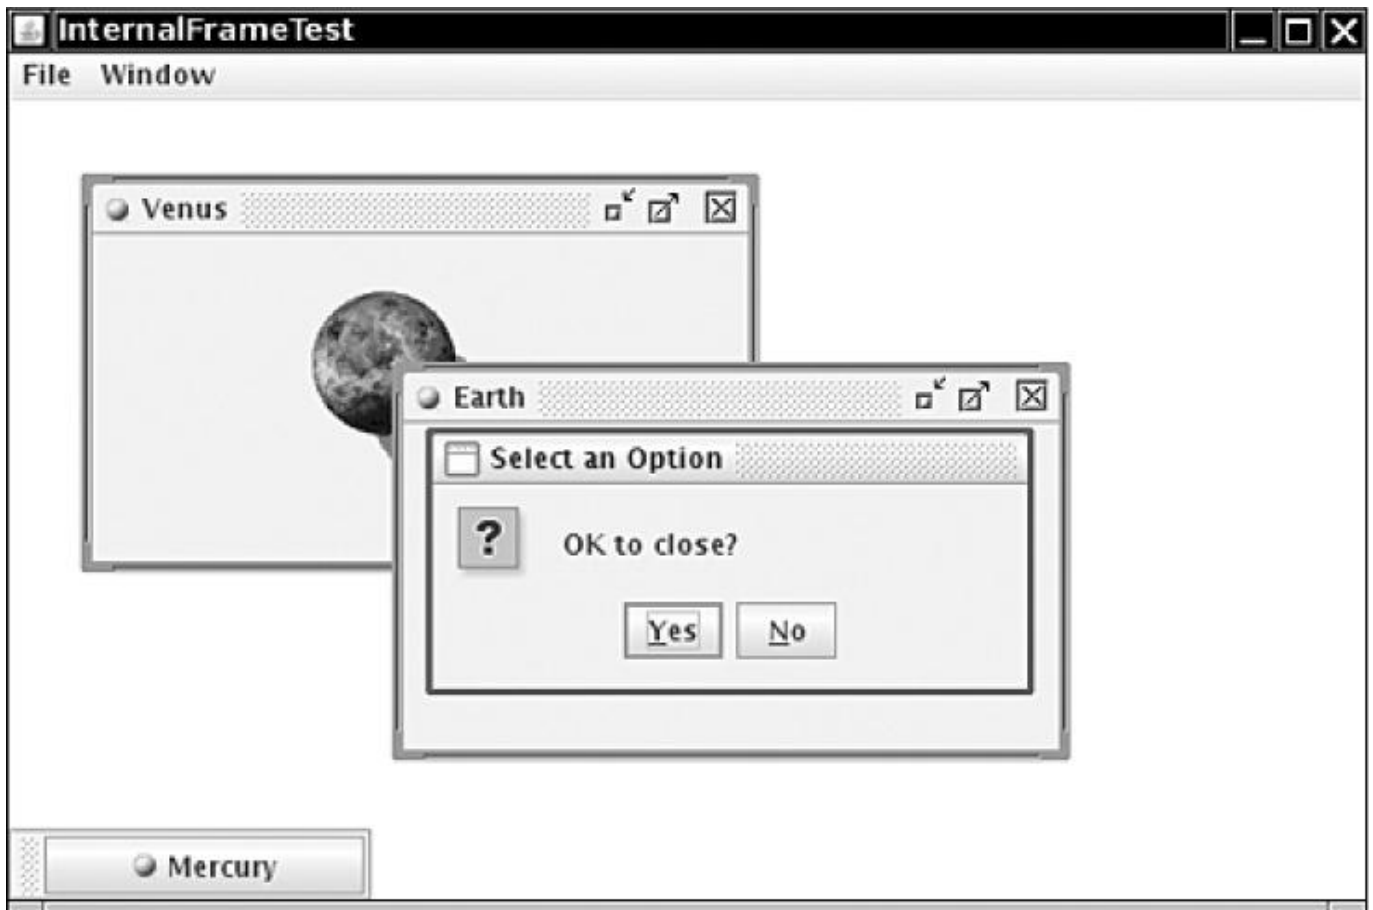 InternalFrameTest
File Window
Venus
Earth
Select an Option
?
OK to close?
Yes No
Mercury